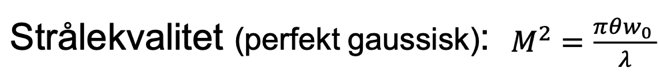 Strålekvalitet (perfekt gaussisk): M² = πθw₀/λ